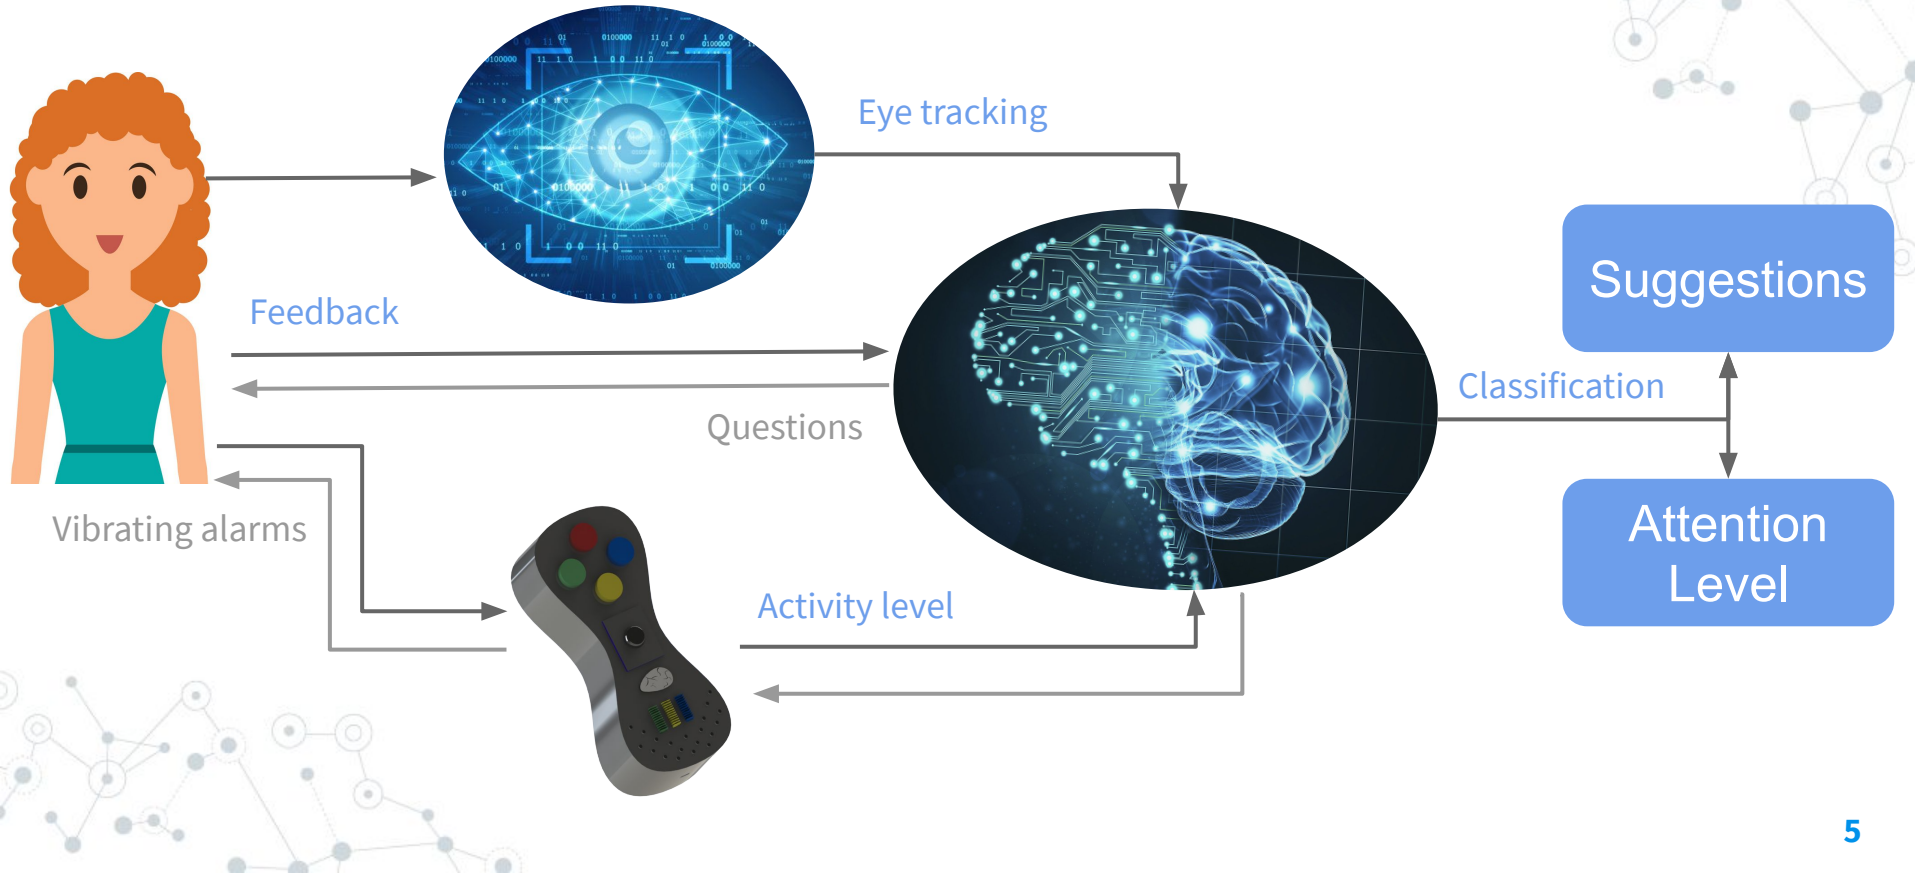 Eye tracking
Feedback
Suggestions
Classification
Questions
Vibrating alarms
Attention
Level
Activity level
5